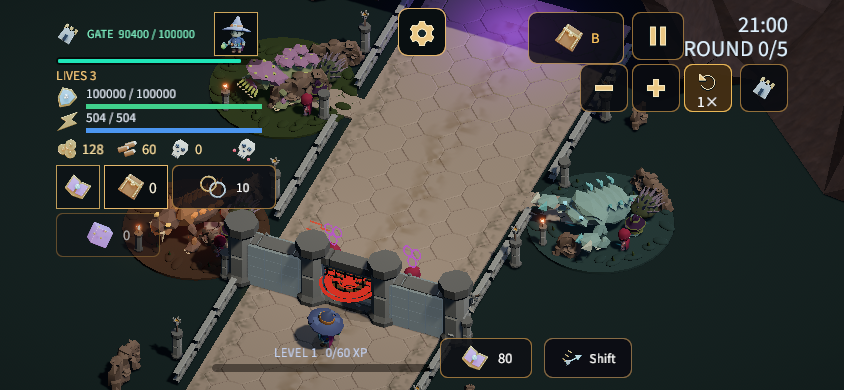 GATE 90400 / 100000
LIVES 3
100000 / 100000
504 / 504
128 60 0
0 10
0
B
21:00
ROUND 0/5
1×
LEVEL 1 0/60 XP
80
Shift